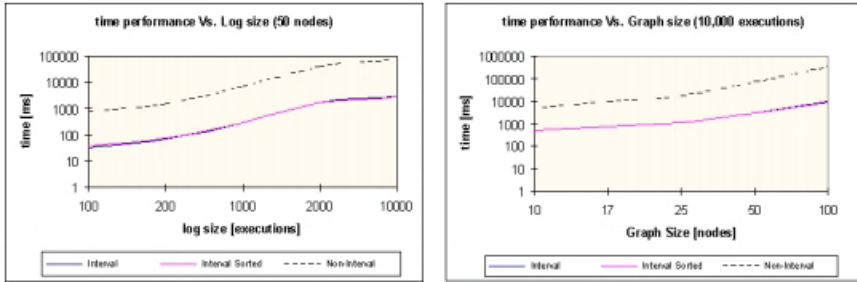 time performance Vs. Log size (50 nodes)
100000
10000
1000
100
10
1
time [ms]
100 200 1000 2000 10000
log size [executions]
Interval Interval Sorted Non-Interval
time performance Vs. Graph size (10,000 executions)
1000000
100000
10000
1000
100
10
1
time [ms]
10 17 25 50 100
Graph Size [nodes]
Interval Interval Sorted Non-Interval